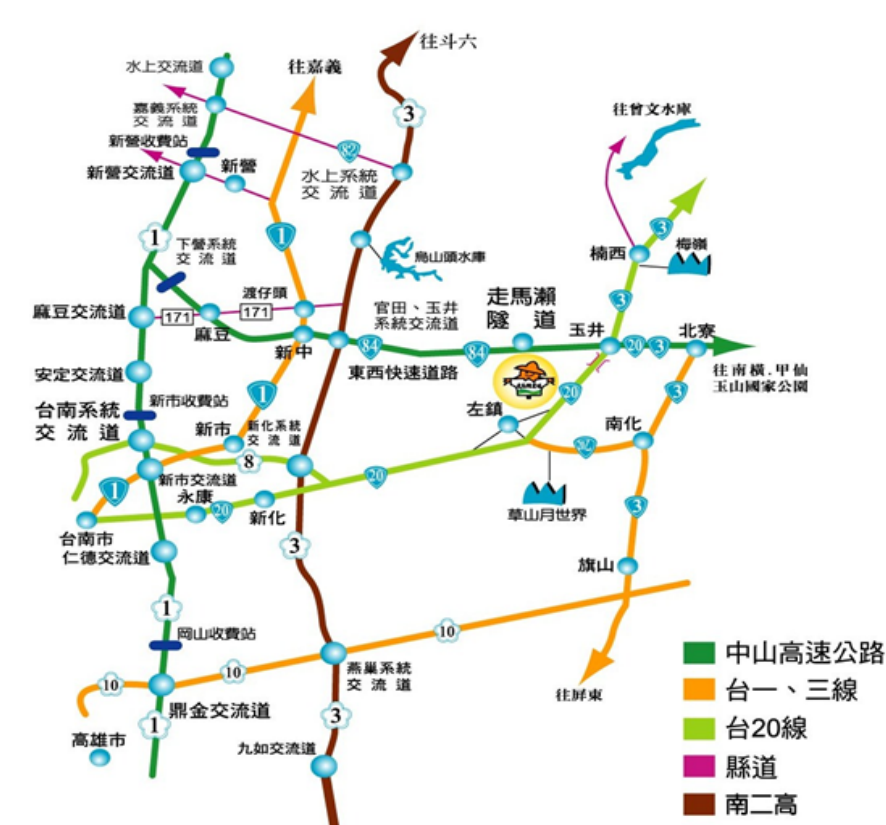 往斗六
水上交流道
往嘉義
嘉義系統
交流道
3
往曾文水庫
新營收費站
82
新營交流道
新營
水上系統
交流道
3
1
1
下營系統
交流道
烏山頭水庫
楠西
梅嶺
渡仔頭
走馬瀨
隧道
3
麻豆交流道
171
171
官田、玉井
系統交流道
玉井
北寮
麻豆
新中
84
84
20
3
東西快速道路
往南橫.甲仙
玉山國家公園
安定交流道
1
20
3
新市收費站
左鎮
台南系統
交流道
新市
新化系統
交流道
南化
8
新市交流道
20
1
永康
20
新化
草山月世界
3
台南市
仁德交流道
3
旗山
1
岡山收費站
10
中山高速公路
燕巢系統
交流道
10
10
台一、三線
往屏東
鼎金交流道
1
3
台20線
高雄市
九如交流道
縣道
南二高